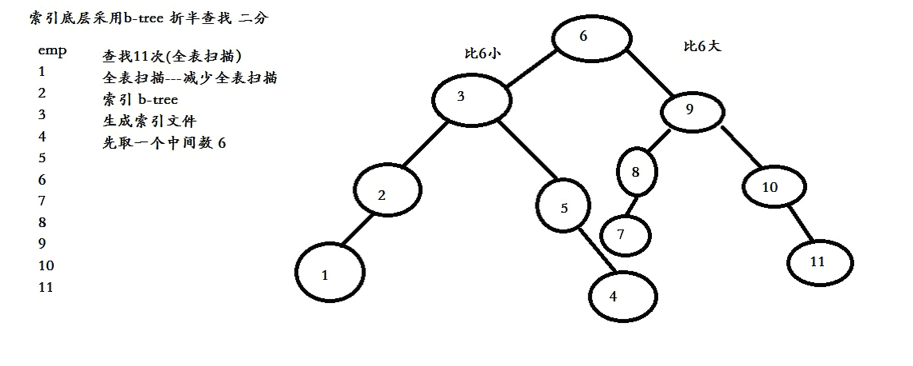 索引底层采用b-tree 折半查找 二分
emp
1
2
3
4
5
6
7
8
9
10
11
查找11次(全表扫描)
全表扫描---减少全表扫描
索引 b-tree
生成索引文件
先取一个中间数 6
比6小
比6大
6
3
9
2
5
8
10
1
4
7
11